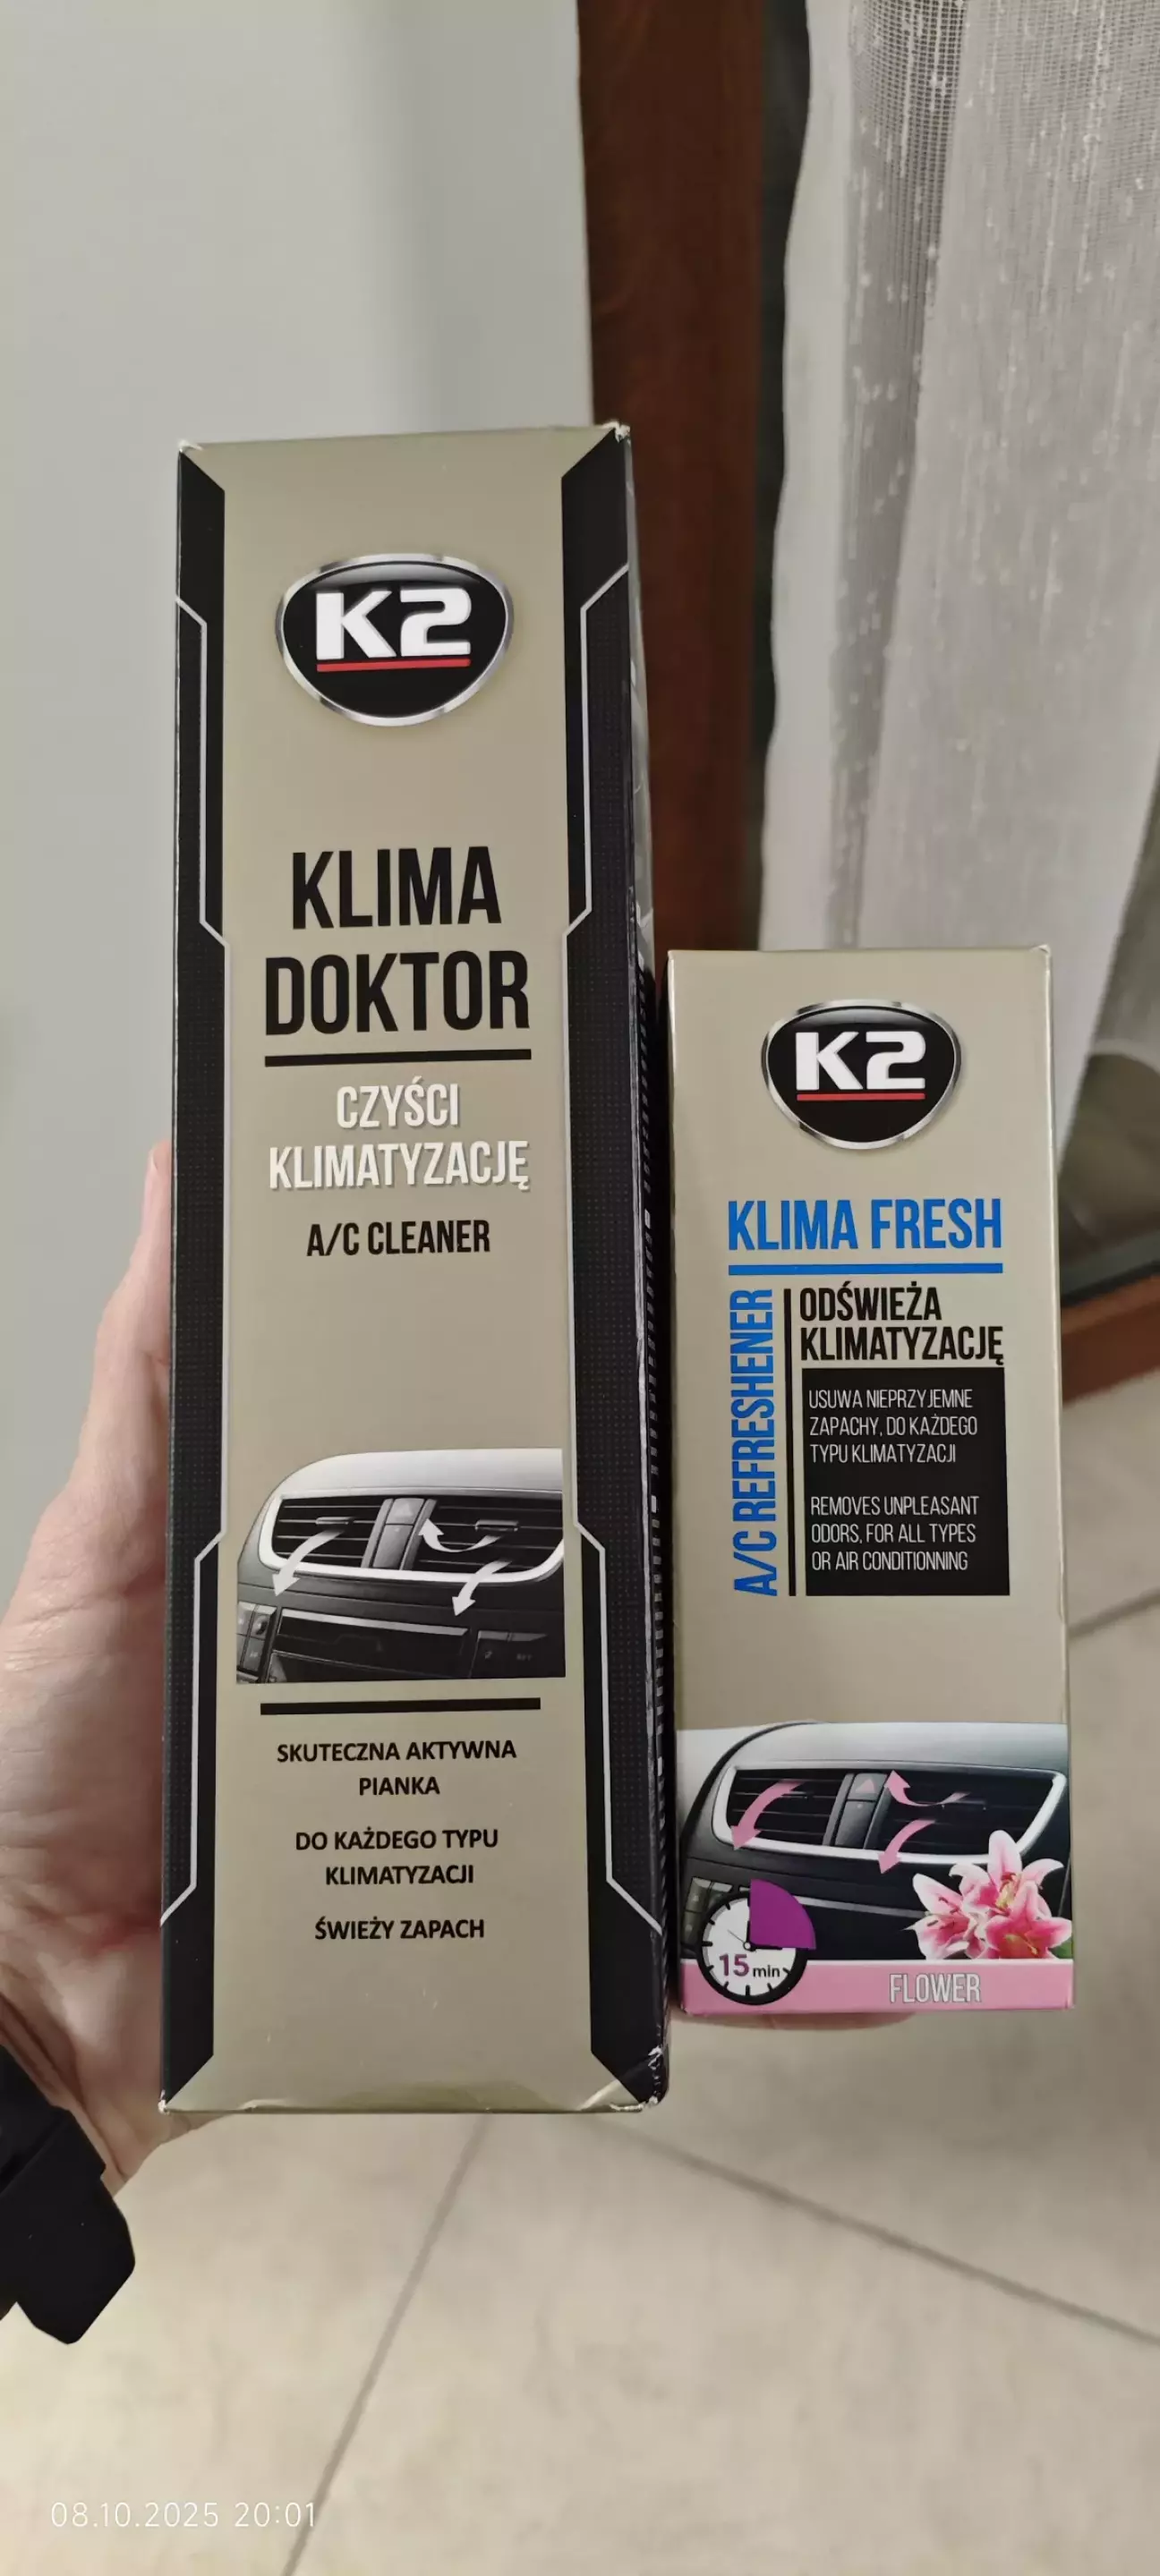 K2
KLIMA
DOKTOR
CZYŚCI
KLIMATYZACJĘ
A/C CLEANER
SKUTECZNA AKTYWNA
PIANKA
DO KAŻDEGO TYPU
KLIMATYZACJI
ŚWIEŻY ZAPACH
K2
KLIMA FRESH
A/C REFRESHENER
ODŚWIEŻA
KLIMATYZACJĘ
USUWA NIEPRZYJEMNE
ZAPACHY, DO KAŻDEGO
TYPU KLIMATYZACJI
REMOVES UNPLEASANT
ODORS, FOR ALL TYPES
OR AIR CONDITIONNING
15 min
FLOWER
08.10.2025 20:01